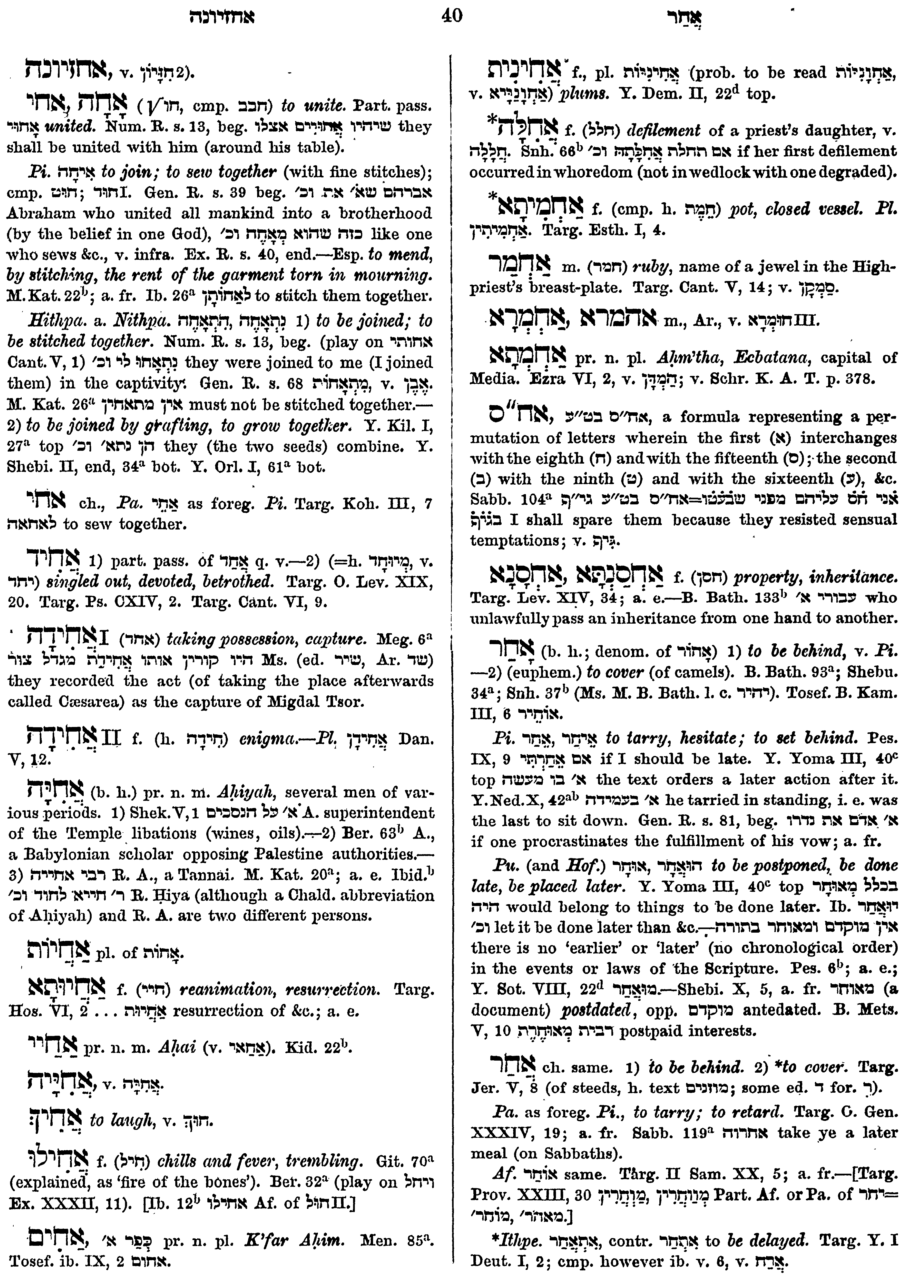 אחזיונה 40 אֲחַר
אחזיונה, v. חִזָּיוֹן 2).
אָחָה, אחי (√חו, cmp. חבב) to unite. Part. pass.
אָחוּי united. Num. R. s. 13, beg. שיהיו אֲחוּיִים אצלו they
shall be united with him (around his table).
Pi. אִיחָה to join; to sew together (with fine stitches);
cmp. חוט; חוד I. Gen. R. s. 39 beg. אברהם שא' את כו' וכ'
Abraham who united all mankind into a brotherhood
(by the belief in one God), כזה שהוא מְאַחֶה וכ' like one
who sews &c., v. infra. Ex. R. s. 40, end.—Esp. to mend,
by stitching, the rent of the garment torn in mourning.
M. Kat. 22ᵇ; a. fr. Ib. 26ᵃ לְאַחוֹתָן to stitch them together.
Hithpa. a. Nithpa. הִתְאַחֶה, נִתְאַחֶה 1) to be joined; to
be stitched together. Num. R. s. 13, beg. (play on אחותי
Cant. V, 1) נִתְאַחוּ לי וכ' they were joined to me (I joined
them) in the captivity. Gen. R. s. 68 מִתְאַחוֹת, v. אֶבֶן.
M. Kat. 26ᵃ אין מתאחין must not be stitched together.—
2) to be joined by grafting, to grow together. Y. Kil. I,
27ᵃ top הן נתא' וכ' they (the two seeds) combine. Y.
Shebi. II, end, 34ᵃ bot. Y. Orl. I, 61ᵃ bot.
אחי ch., Pa. אַחֵי as foreg. Pi. Targ. Koh. III, 7
לאחאה to sew together.
אֲחִיד 1) part. pass. of אֲחַד q. v.—2) (=h. מְיוּחָד, v.
יחד) singled out, devoted, betrothed. Targ. O. Lev. XIX,
20. Targ. Ps. CXIV, 2. Targ. Cant. VI, 9.
אֲחִידָה I (אחד) taking possession, capture. Meg. 6ᵃ
היו קורין אותו אֲחִידַת מגדל צור Ms. (ed. שיר, Ar. שד)
they recorded the act (of taking the place afterwards
called Cæsarea) as the capture of Migdal Tsor.
אֲחִידָה II f. (h. חִידָה) enigma.—Pl. אֲחִידָן Dan.
V, 12.
אֲחִיָּה (b. h.) pr. n. m. Aḥiyah, several men of var-
ious periods. 1) Shek. V, 1 א' על הנסכים A. superintendent
of the Temple libations (wines, oils).—2) Ber. 63ᵇ A.,
a Babylonian scholar opposing Palestine authorities.—
3) רבי אחייה R. A., a Tannai. M. Kat. 20ᵃ; a. e. Ibid.ᵇ
ר' חייא לחוד וכ' R. Ḥiya (although a Chald. abbreviation
of Aḥiyah) and R. A. are two different persons.
אֲחָיוֹת pl. of אָחוֹת.
אֲחַיּוּתָא f. (חיי) reanimation, resurrection. Targ.
Hos. VI, 2 ... אֲחָיוּת resurrection of &c.; a. e.
אֲחַיי pr. n. m. Aḥai (v. אֲחַאי). Kid. 22ᵇ.
אֲחִיָּיה, v. אֲחִיָּה.
אֲחִיךְ to laugh, v. חוּךְ.
אֲחִילוּ f. (חיל) chills and fever, trembling. Git. 70ᵃ
(explained, as 'fire of the bones'). Ber. 32ᵃ (play on ויחל
Ex. XXXII, 11). [Ib. 12ᵇ אחילו Af. of חוּל II.]
אֲחִים, כְּפַר א' pr. n. pl. K'far Aḥim. Men. 85ᵃ.
Tosef. ib. IX, 2 אחום.
אֲחִינִית f., pl. אֲחִינִיּוֹת (prob. to be read אַחְוָנִיּוֹת,
v. אַחְוָנַיָּא) plums. Y. Dem. II, 22ᵈ top.
*אֲחִלָּה f. (חלל) defilement of a priest's daughter, v.
חֲלָלָה. Snh. 66ᵇ אם תחלת אֲחִלָּתָהּ וכ' if her first defilement
occurred in whoredom (not in wedlock with one degraded).
*אַחְמִיתָא f. (cmp. h. חֵמֶת) pot, closed vessel. Pl.
אַחְמִיתִין. Targ. Esth. I, 4.
אַחְמַר m. (חמר) ruby, name of a jewel in the High-
priest's breast-plate. Targ. Cant. V, 14; v. סַמְקָן.
אַחְמְרָא, אחומרא m., Ar., v. חוּמְרָא III.
אַחְמְתָא pr. n. pl. Aḥm'tha, Ecbatana, capital of
Media. Ezra VI, 2, v. הַמְדָּן; v. Schr. K. A. T. p. 378.
אח״ס, אח״ס בט״ע, a formula representing a per-
mutation of letters wherein the first (א) interchanges
with the eighth (ח) and with the fifteenth (ס); the second
(ב) with the ninth (ט) and with the sixteenth (ע), &c.
Sabb. 104ᵃ אני חס עליהם מפני שבעטו=אח״ס בט״ע גי״ף
בגיף I shall spare them because they resisted sensual
temptations; v. גִּיף.
אַחְסַנְתָּא, אַחְסָנָא f. (חסן) property, inheritance.
Targ. Lev. XIV, 34; a. e.—B. Bath. 133ᵇ עבורי א' who
unlawfully pass an inheritance from one hand to another.
אָחַר (b. h.; denom. of אָחוֹר) 1) to be behind, v. Pi.
—2) (euphem.) to cover (of camels). B. Bath. 93ᵃ; Shebu.
34ᵃ; Snh. 37ᵇ (Ms. M. B. Bath. l. c. יחיר). Tosef. B. Kam.
III, 6 אוֹחֵיר.
Pi. אִיחֵר, אִחֵר to tarry, hesitate; to set behind. Pes.
IX, 9 אם אֵחַרְתִּי if I should be late. Y. Yoma III, 40ᶜ
top א' בו מעשה the text orders a later action after it.
Y. Ned. X, 42ᵃᵇ א' בעמידה he tarried in standing, i. e. was
the last to sit down. Gen. R. s. 81, beg. א' אדם את נדרו
if one procrastinates the fulfillment of his vow; a. fr.
Pu. (and Hof.) הוּאֲחַר, אוּחַר to be postponed, be done
late, be placed later. Y. Yoma III, 40ᶜ top בכלל מְאוּחָר
היה would belong to things to be done later. Ib. יוּאֲחַר
וכ' let it be done later than &c.—אין מוקדם ומאוחר בתורה
there is no 'earlier' or 'later' (no chronological order)
in the events or laws of the Scripture. Pes. 6ᵇ; a. e.;
Y. Sot. VIII, 22ᵈ מוּאֲחַר.—Shebi. X, 5, a. fr. מאוחר (a
document) postdated, opp. מוקדם antedated. B. Mets.
V, 10 רבית מְאוּחֶרֶת postpaid interests.
אֲחַר ch. same. 1) to be behind. 2) *to cover. Targ.
Jer. V, 8 (of steeds, h. text מוזנים; some ed. ד for ר).
Pa. as foreg. Pi., to tarry; to retard. Targ. O. Gen.
XXXIV, 19; a. fr. Sabb. 119ᵃ אחרוה take ye a later
meal (on Sabbaths).
Af. אוֹחַר same. Targ. II Sam. XX, 5; a. fr.—[Targ.
Prov. XXIII, 30 מְוַחֲרִין, מַוְחֲרִין Part. Af. or Pa. of יחר=
מאחר', מוחר'.]
*Ithpe. אִתְאֲחַר, contr. אִתְּחַר to be delayed. Targ. Y. I
Deut. I, 2; cmp. however ib. v. 6, v. אֲרַח.